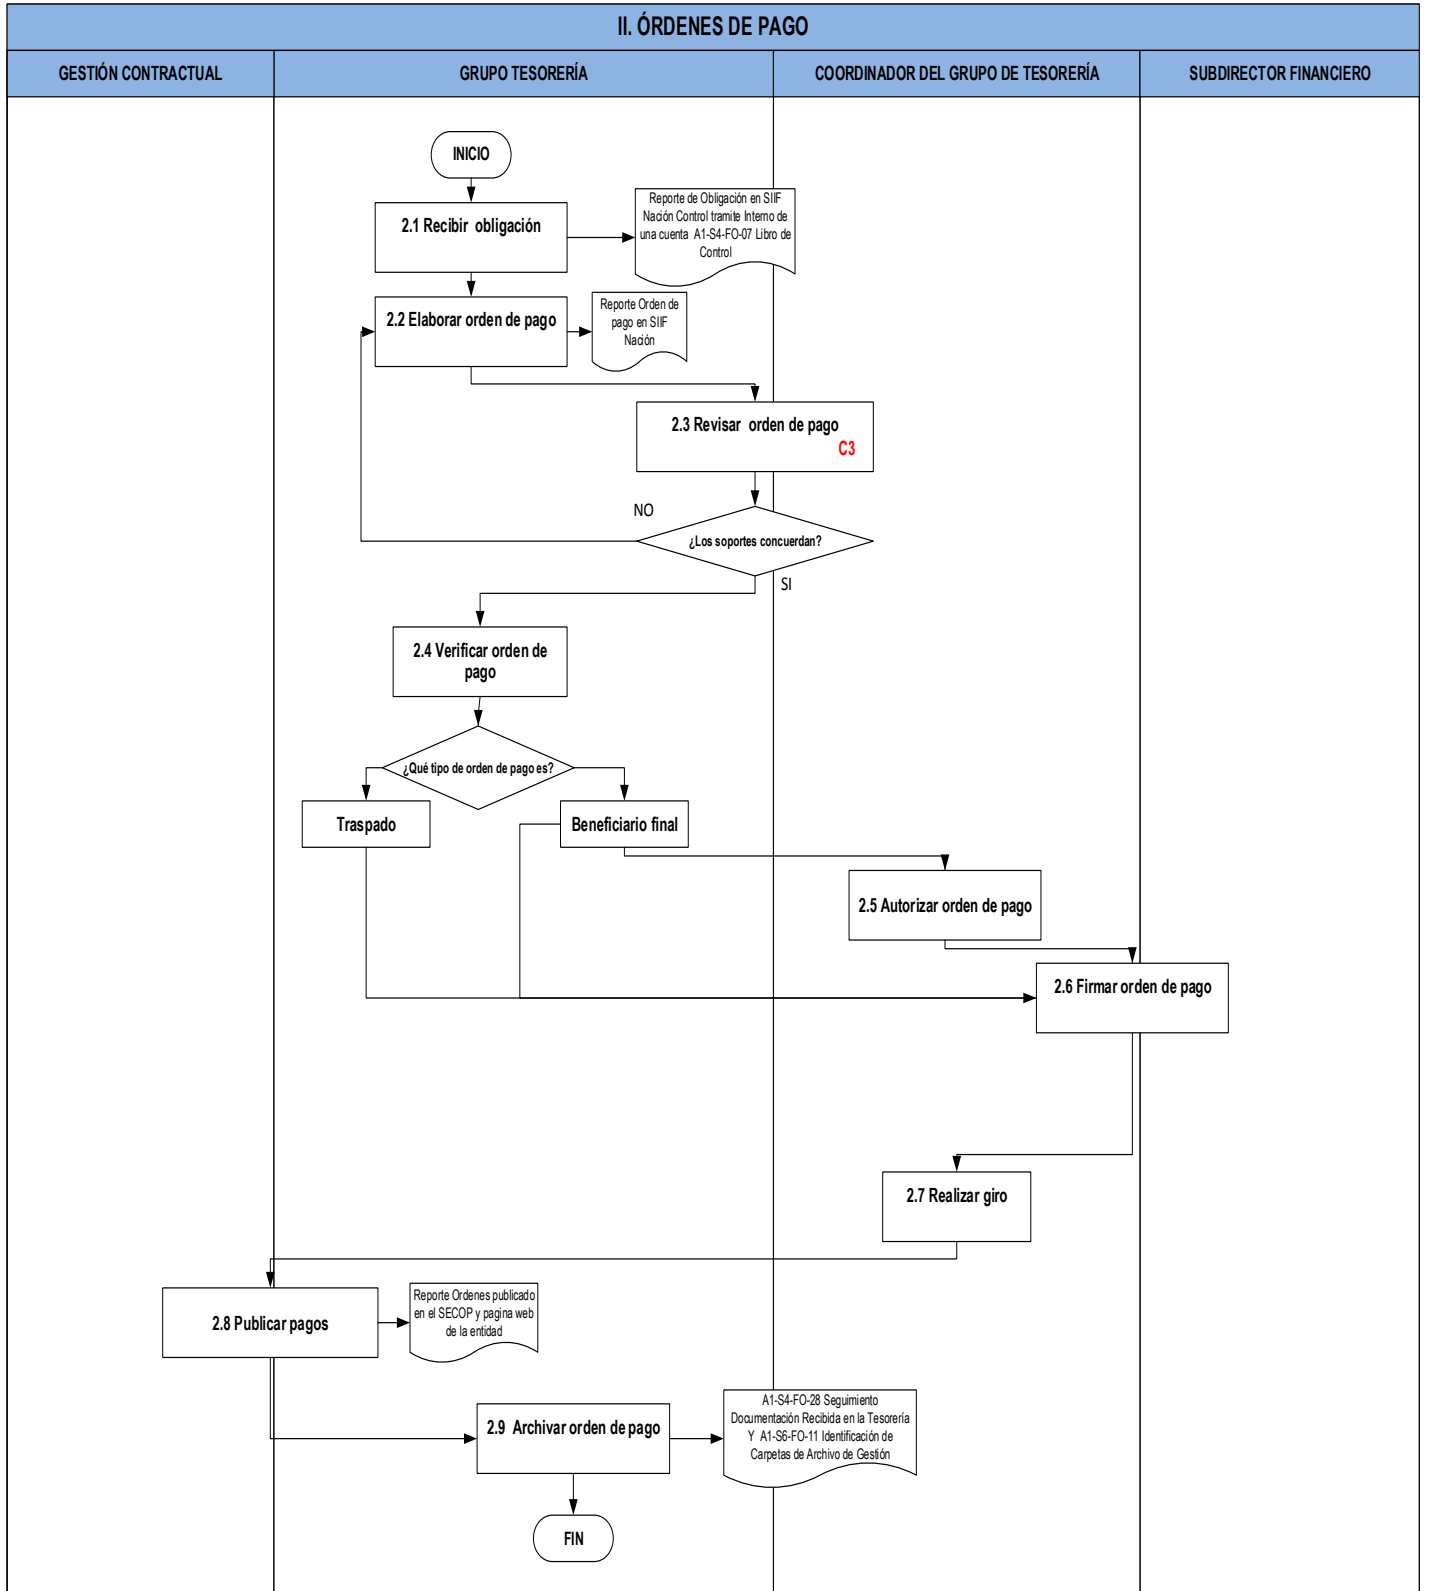 II. ÓRDENES DE PAGO
GESTIÓN CONTRACTUAL
GRUPO TESORERÍA
COORDINADOR DEL GRUPO DE TESORERÍA
SUBDIRECTOR FINANCIERO
INICIO
2.1 Recibir obligación
Reporte de Obligación en SIIF
Nación Control tramite Interno de
una cuenta A1-S4-FO-07 Libro de
Control
2.2 Elaborar orden de pago
Reporte Orden de
pago en SIIF
Nación
2.3 Revisar orden de pago
C3
NO
¿Los soportes concuerdan?
SI
2.4 Verificar orden de
pago
¿Qué tipo de orden de pago es?
Traspado
Beneficiario final
2.5 Autorizar orden de pago
2.6 Firmar orden de pago
2.7 Realizar giro
2.8 Publicar pagos
Reporte Ordenes publicado
en el SECOP y pagina web
de la entidad
2.9 Archivar orden de pago
A1-S4-FO-28 Seguimiento
Documentación Recibida en la Tesorería
Y A1-S6-FO-11 Identificación de
Carpetas de Archivo de Gestión
FIN